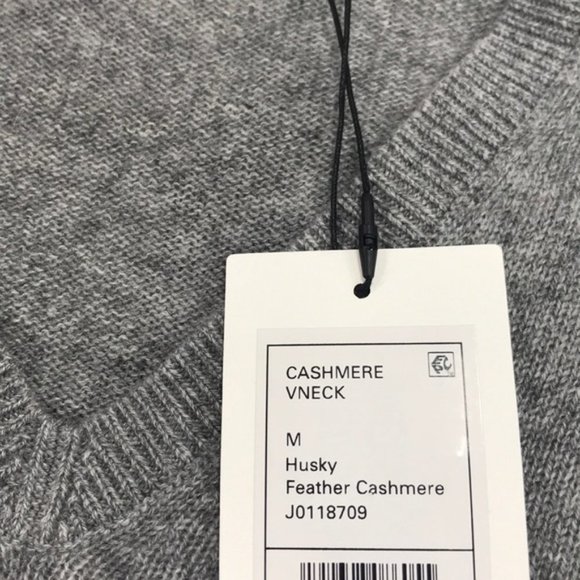 CASHMERE
VNECK
M
Husky
Feather Cashmere
J0118709